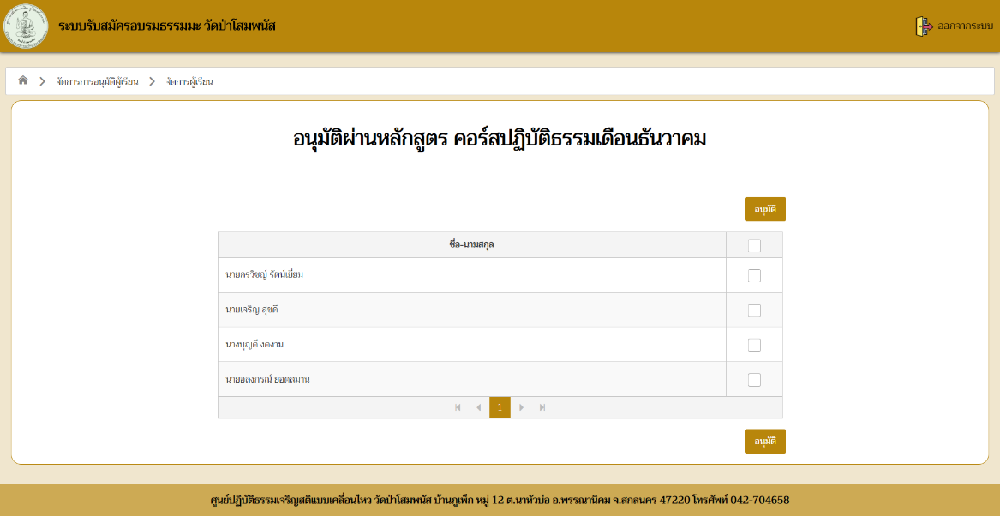 ระบบรับสมัครอบรมธรรมมะ วัดป่าโสมพนัส
ออกจากระบบ
จัดการการอนุมัติผู้เรียน
จัดการผู้เรียน
อนุมัติผ่านหลักสูตร คอร์สปฏิบัติธรรมเดือนธันวาคม
อนุมัติ
ชื่อ-นามสกุล
นายกรวิชญ์ รัตน์เยี่ยม
นายเจริญ สุขดี
นางบุญดี งดงาม
นายอลงกรณ์ ยอดสมาน
1
อนุมัติ
ศูนย์ปฏิบัติธรรมเจริญสติแบบเคลื่อนไหว วัดป่าโสมพนัส บ้านภูเพ็ก หมู่ 12 ต.นาหัวบ่อ อ.พรรณานิคม จ.สกลนคร 47220 โทรศัพท์ 042-704658